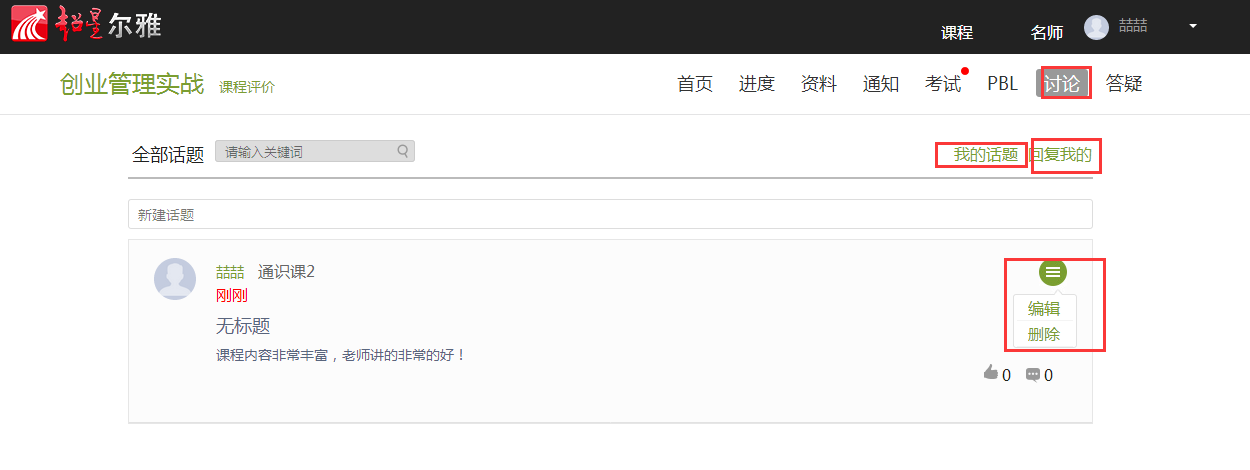 超星尔雅
课程 名师 喆喆
创业管理实战 课程评价
首页 进度 资料 通知 考试 PBL 讨论 答疑
全部话题 请输入关键词 我的话题 回复我的
新建话题
喆喆 通识课2
刚刚
无标题
课程内容非常丰富，老师讲的非常的好！
编辑
删除
0 0